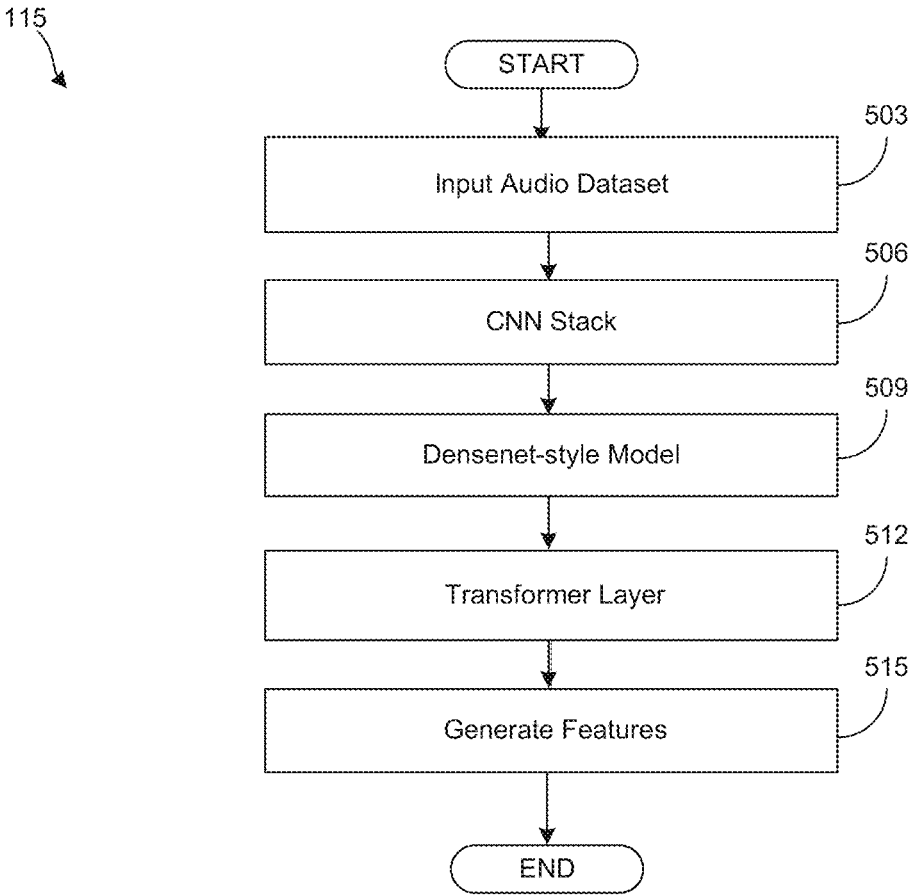 115
START
503
Input Audio Dataset
506
CNN Stack
509
Densenet-style Model
512
Transformer Layer
515
Generate Features
END